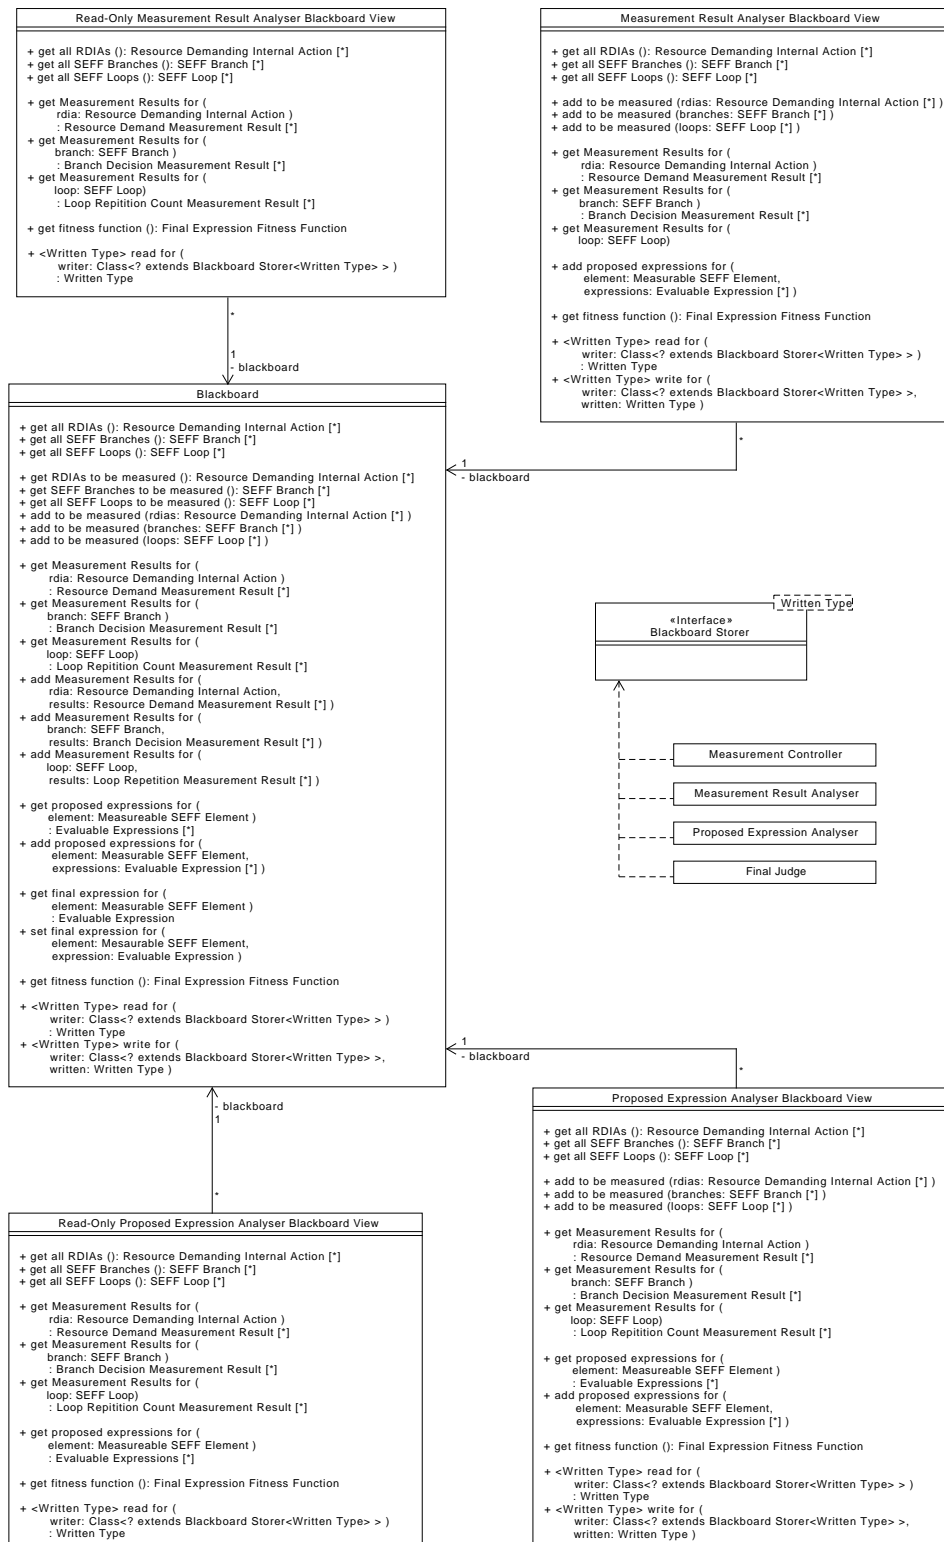 Read-Only Measurement Result Analyser Blackboard View
+ get all RDIAs (): Resource Demanding Internal Action [*]
+ get all SEFF Branches (): SEFF Branch [*]
+ get all SEFF Loops (): SEFF Loop [*]
+ get Measurement Results for (
rdia: Resource Demanding Internal Action )
: Resource Demand Measurement Result [*]
+ get Measurement Results for (
branch: SEFF Branch )
: Branch Decision Measurement Result [*]
+ get Measurement Results for (
loop: SEFF Loop)
: Loop Repitition Count Measurement Result [*]
+ get fitness function (): Final Expression Fitness Function
+ <Written Type> read for (
writer: Class<? extends Blackboard Storer<Written Type> > )
: Written Type
*
1
- blackboard
Measurement Result Analyser Blackboard View
+ get all RDIAs (): Resource Demanding Internal Action [*]
+ get all SEFF Branches (): SEFF Branch [*]
+ get all SEFF Loops (): SEFF Loop [*]
+ add to be measured (rdias: Resource Demanding Internal Action [*] )
+ add to be measured (branches: SEFF Branch [*] )
+ add to be measured (loops: SEFF Loop [*] )
+ get Measurement Results for (
rdia: Resource Demanding Internal Action )
: Resource Demand Measurement Result [*]
+ get Measurement Results for (
branch: SEFF Branch )
: Branch Decision Measurement Result [*]
+ get Measurement Results for (
loop: SEFF Loop)
+ add proposed expressions for (
element: Measurable SEFF Element,
expressions: Evaluable Expression [*] )
+ get fitness function (): Final Expression Fitness Function
+ <Written Type> read for (
writer: Class<? extends Blackboard Storer<Written Type> > )
: Written Type
+ <Written Type> write for (
writer: Class<? extends Blackboard Storer<Written Type> >,
written: Written Type )
*
1
- blackboard
Blackboard
+ get all RDIAs (): Resource Demanding Internal Action [*]
+ get all SEFF Branches (): SEFF Branch [*]
+ get all SEFF Loops (): SEFF Loop [*]
+ get RDIAs to be measured (): Resource Demanding Internal Action [*]
+ get SEFF Branches to be measured (): SEFF Branch [*]
+ get all SEFF Loops to be measured (): SEFF Loop [*]
+ add to be measured (rdias: Resource Demanding Internal Action [*] )
+ add to be measured (branches: SEFF Branch [*] )
+ add to be measured (loops: SEFF Loop [*] )
+ get Measurement Results for (
rdia: Resource Demanding Internal Action )
: Resource Demand Measurement Result [*]
+ get Measurement Results for (
branch: SEFF Branch )
: Branch Decision Measurement Result [*]
+ get Measurement Results for (
loop: SEFF Loop)
: Loop Repitition Count Measurement Result [*]
+ add Measurement Results for (
rdia: Resource Demanding Internal Action,
results: Resource Demand Measurement Result [*] )
+ add Measurement Results for (
branch: SEFF Branch,
results: Branch Decision Measurement Result [*] )
+ add Measurement Results for (
loop: SEFF Loop,
results: Loop Repetition Measurement Result [*] )
+ get proposed expressions for (
element: Measureable SEFF Element )
: Evaluable Expressions [*]
+ add proposed expressions for (
element: Measurable SEFF Element,
expressions: Evaluable Expression [*] )
+ get final expression for (
element: Measurable SEFF Element )
: Evaluable Expression
+ set final expression for (
element: Mesaurable SEFF Element,
expression: Evaluable Expression )
+ get fitness function (): Final Expression Fitness Function
+ <Written Type> read for (
writer: Class<? extends Blackboard Storer<Written Type> > )
: Written Type
+ <Written Type> write for (
writer: Class<? extends Blackboard Storer<Written Type> >,
written: Written Type )
Written Type
«Interface»
Blackboard Storer
Measurement Controller
Measurement Result Analyser
Proposed Expression Analyser
Final Judge
1
- blackboard
*
- blackboard
1
*
Read-Only Proposed Expression Analyser Blackboard View
+ get all RDIAs (): Resource Demanding Internal Action [*]
+ get all SEFF Branches (): SEFF Branch [*]
+ get all SEFF Loops (): SEFF Loop [*]
+ get Measurement Results for (
rdia: Resource Demanding Internal Action )
: Resource Demand Measurement Result [*]
+ get Measurement Results for (
branch: SEFF Branch )
: Branch Decision Measurement Result [*]
+ get Measurement Results for (
loop: SEFF Loop)
: Loop Repitition Count Measurement Result [*]
+ get proposed expressions for (
element: Measureable SEFF Element )
: Evaluable Expressions [*]
+ get fitness function (): Final Expression Fitness Function
+ <Written Type> read for (
writer: Class<? extends Blackboard Storer<Written Type> > )
: Written Type
Proposed Expression Analyser Blackboard View
+ get all RDIAs (): Resource Demanding Internal Action [*]
+ get all SEFF Branches (): SEFF Branch [*]
+ get all SEFF Loops (): SEFF Loop [*]
+ add to be measured (rdias: Resource Demanding Internal Action [*] )
+ add to be measured (branches: SEFF Branch [*] )
+ add to be measured (loops: SEFF Loop [*] )
+ get Measurement Results for (
rdia: Resource Demanding Internal Action )
: Resource Demand Measurement Result [*]
+ get Measurement Results for (
branch: SEFF Branch )
: Branch Decision Measurement Result [*]
+ get Measurement Results for (
loop: SEFF Loop)
: Loop Repitition Count Measurement Result [*]
+ get proposed expressions for (
element: Measureable SEFF Element )
: Evaluable Expressions [*]
+ add proposed expressions for (
element: Measurable SEFF Element,
expressions: Evaluable Expression [*] )
+ get fitness function (): Final Expression Fitness Function
+ <Written Type> read for (
writer: Class<? extends Blackboard Storer<Written Type> > )
: Written Type
+ <Written Type> write for (
writer: Class<? extends Blackboard Storer<Written Type> >,
written: Written Type )